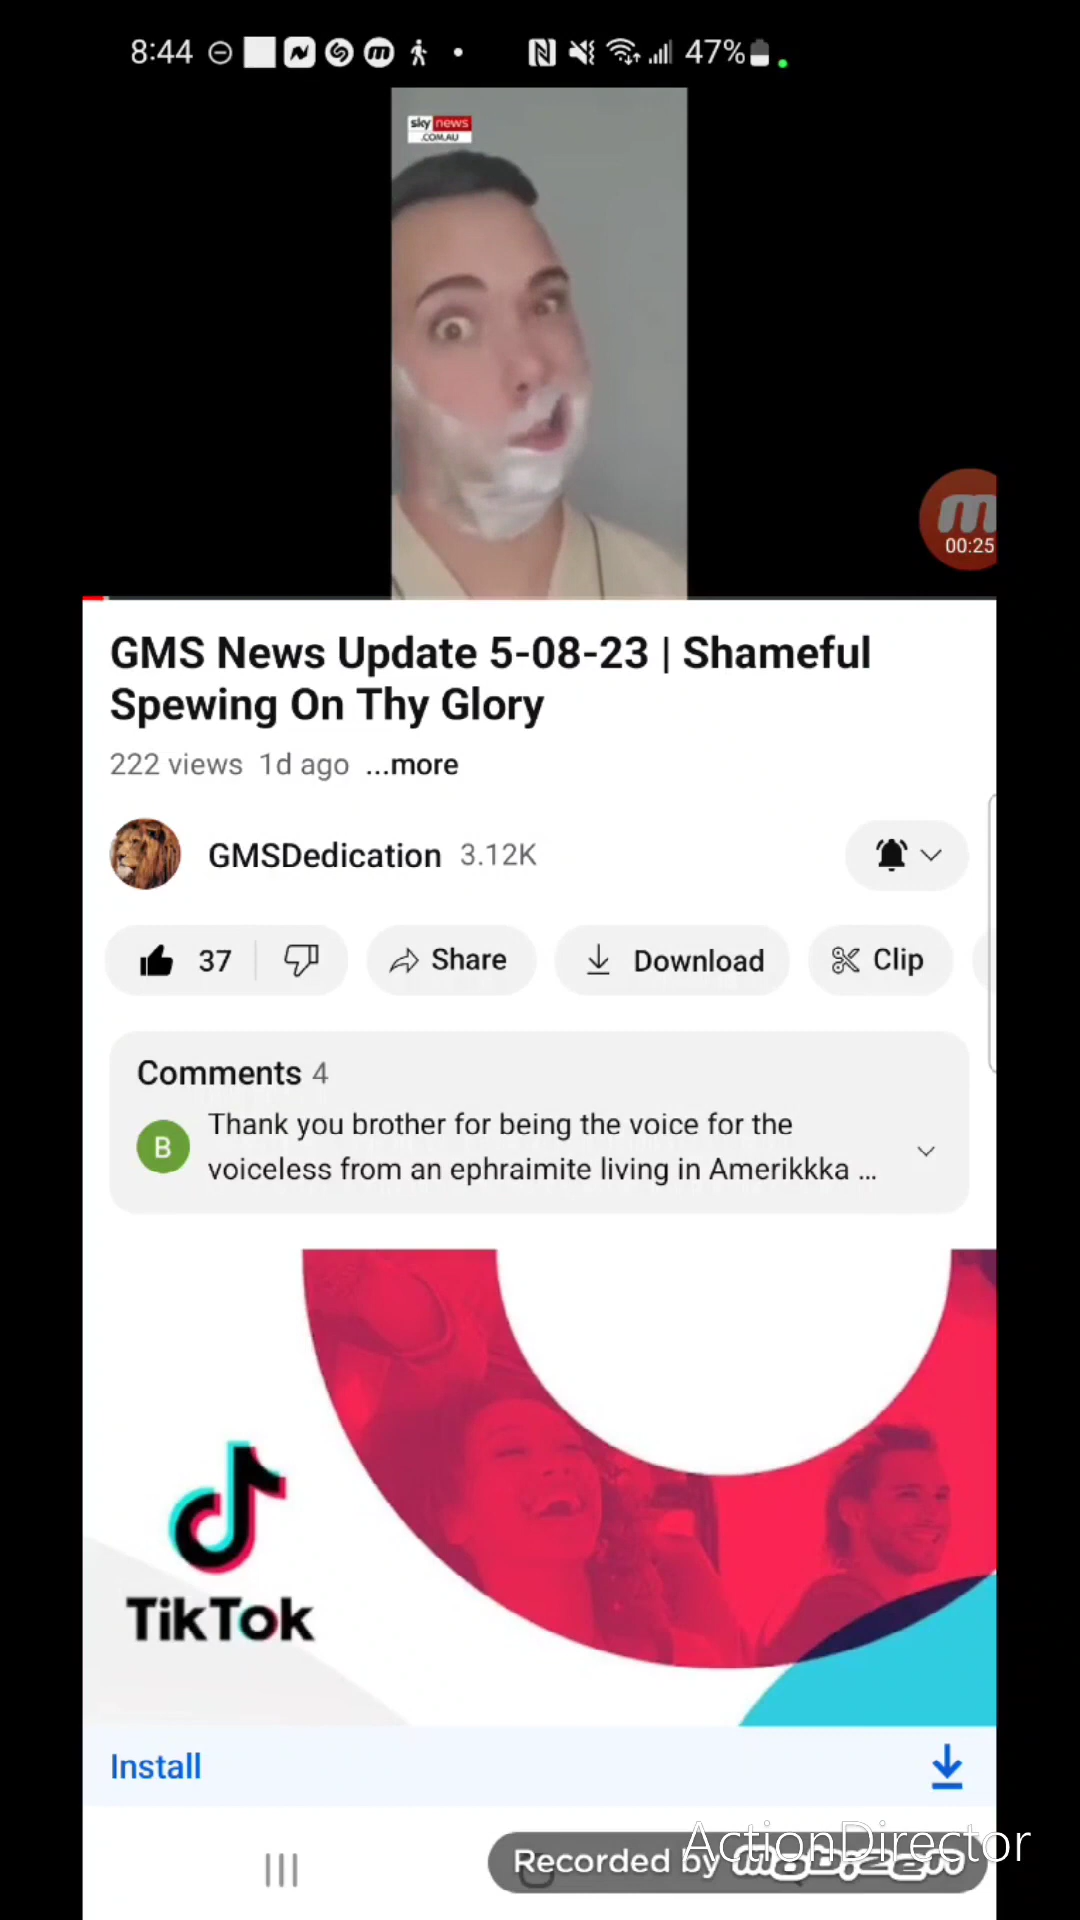 8:44
47%
sky news
.COM.AU
00:25
GMS News Update 5-08-23 | Shameful
Spewing On Thy Glory
222 views 1d ago ...more
GMSDedication 3.12K
37
Share
Download
Clip
Comments 4
B
Thank you brother for being the voice for the
voiceless from an ephraimite living in Amerikkka ...
TikTok
Install
ActionDirector
Recorded by mobizen